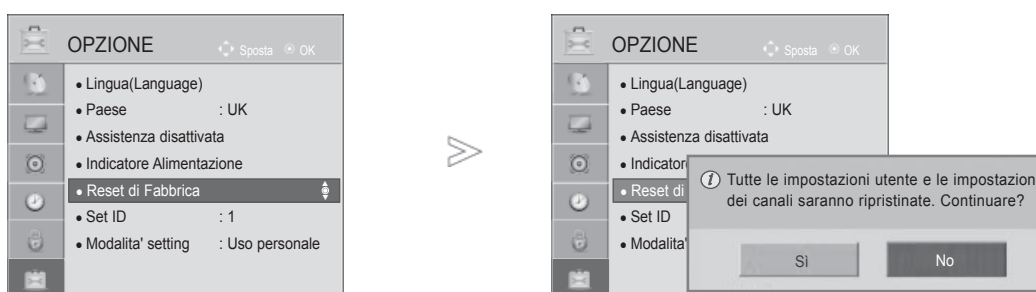 OPZIONE Sposta OK
• Lingua(Language)
• Paese : UK
• Assistenza disattivata
• Indicatore Alimentazione
• Reset di Fabbrica
• Set ID : 1
• Modalita' setting : Uso personale
OPZIONE Sposta OK
• Lingua(Language)
• Paese : UK
• Assistenza disattivata
• Indicatore
• Reset di
• Set ID
• Modalita'
Tutte le impostazioni utente e le impostazion
dei canali saranno ripristinate. Continuare?
Sì No